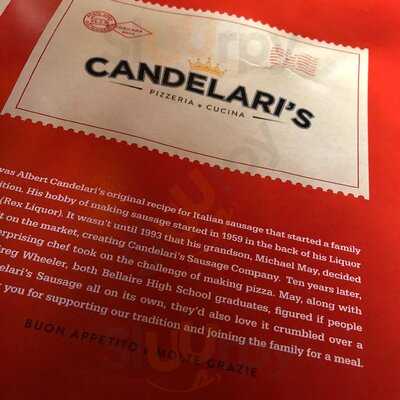 CANDELARI'S
PIZZERIA + CUCINA
was Albert Candelari's original recipe for Italian sausage that started a family
ition. His hobby of making sausage started in 1959 in the back of his Liquor
(Rex Liquor). It wasn't until 1993 that his grandson, Michael May, decided
t on the market, creating Candelari's Sausage Company. Ten years later,
erprising chef took on the challenge of making pizza. May, along with
reg Wheeler, both Bellaire High School graduates, figured if people
elari's Sausage all on its own, they'd also love it crumbled over a
you for supporting our tradition and joining the family for a meal.
BUON APPETITO + MOLTE GRAZIE